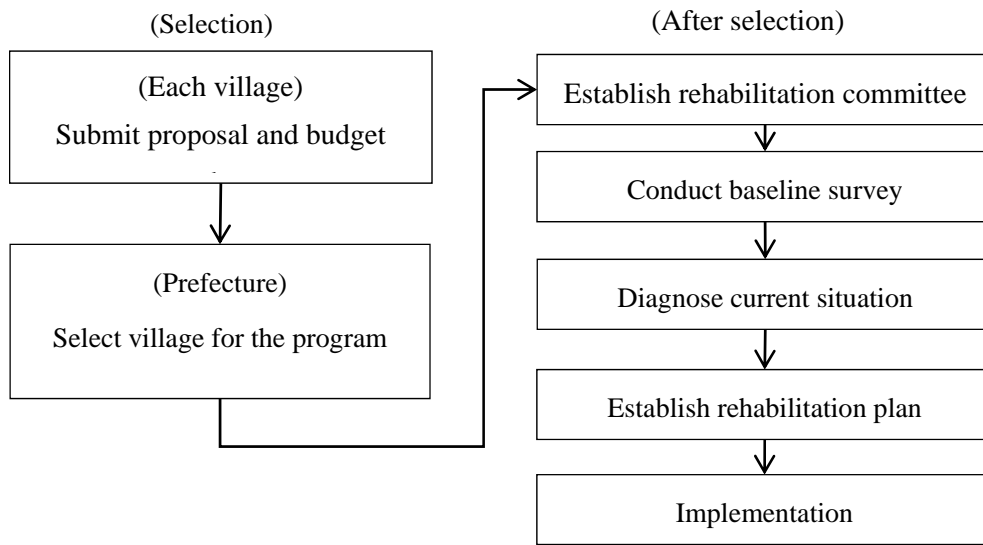 (Selection)
(Each village)
Submit proposal and budget
(Prefecture)
Select village for the program
(After selection)
Establish rehabilitation committee
Conduct baseline survey
Diagnose current situation
Establish rehabilitation plan
Implementation